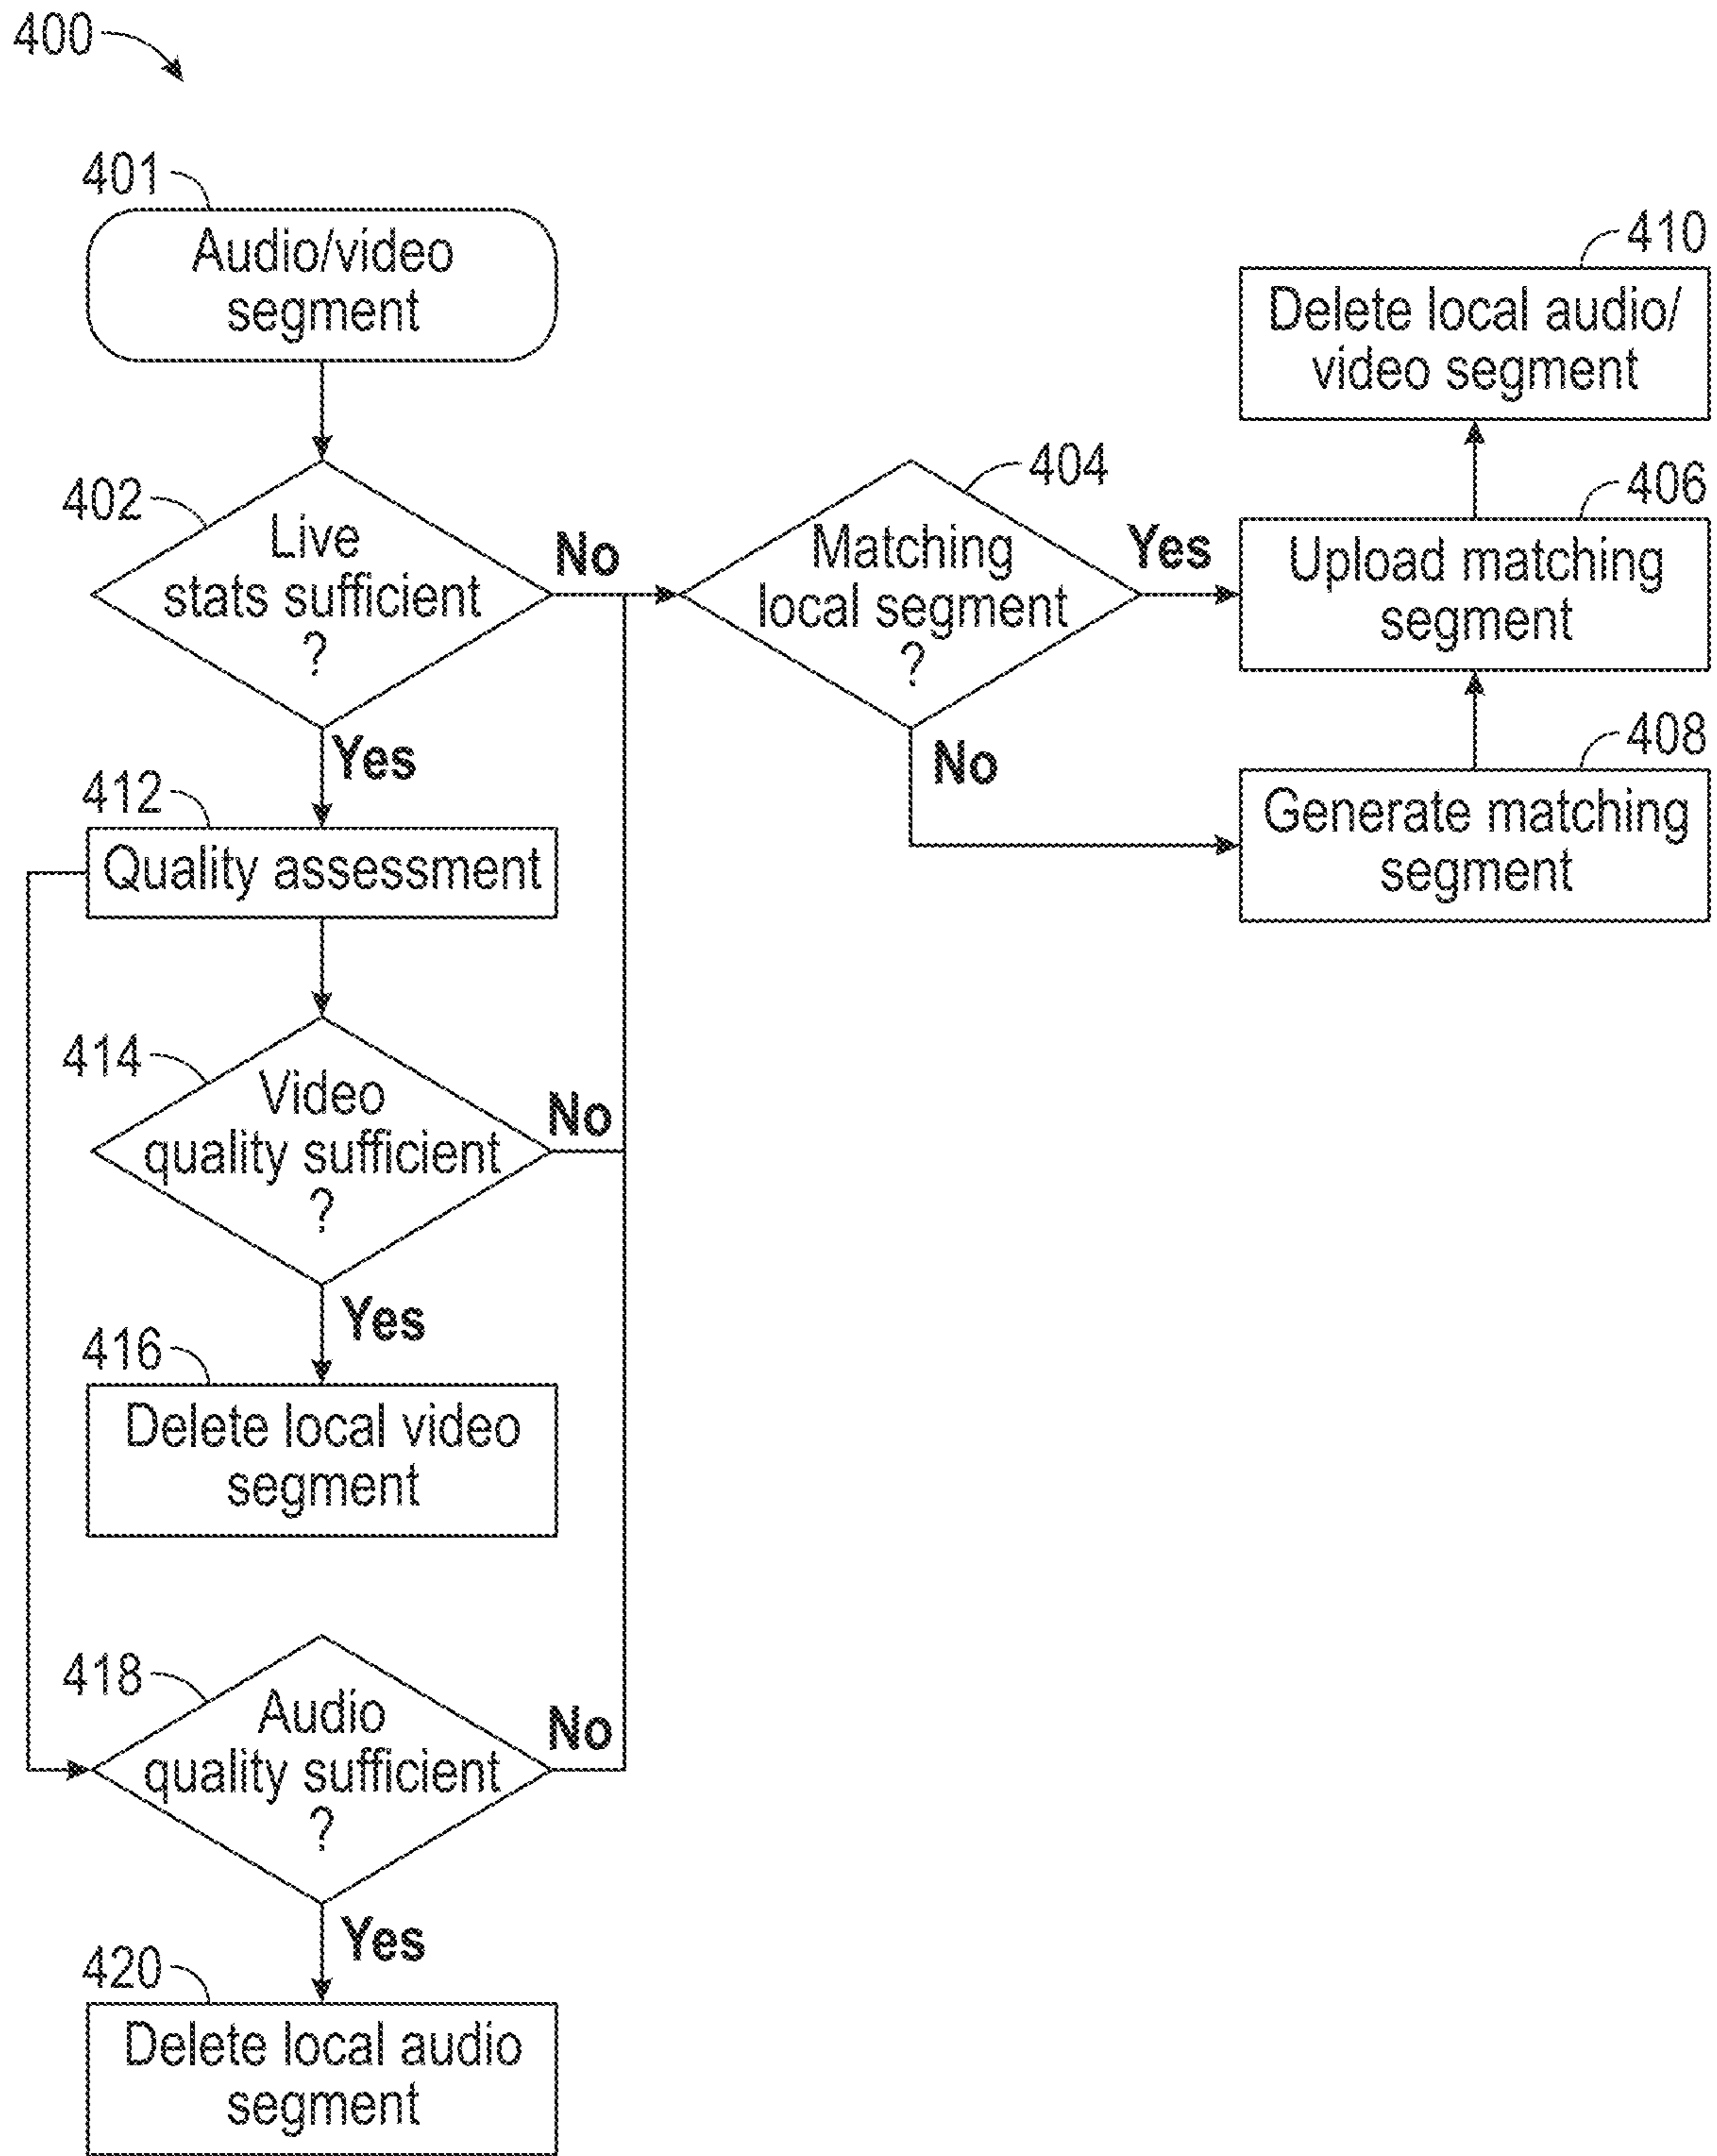 400
401
Audio/video
segment
402
Live
stats sufficient
?
No
Yes
404
Matching
local segment
?
Yes
No
410
Delete local audio/
video segment
406
Upload matching
segment
408
Generate matching
segment
412
Quality assessment
414
Video
quality sufficient
?
No
Yes
416
Delete local video
segment
418
Audio
quality sufficient
?
No
Yes
420
Delete local audio
segment